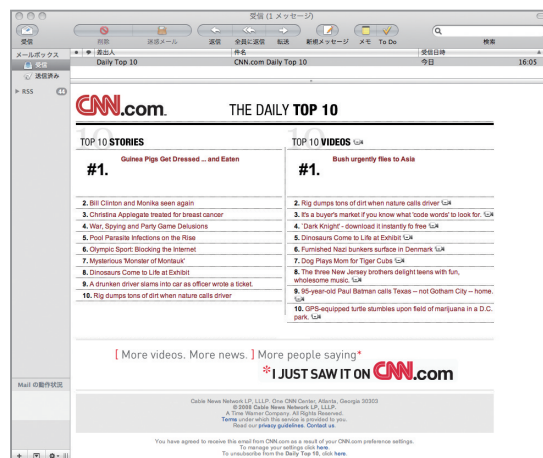 受信 (1 メッセージ)
受信
削除
迷惑メール
返信
全員に返信
転送
新規メッセージ
メモ
To Do
検索
メールボックス
受信
送信済み
RSS
44
差出人
件名
受信日時
Daily Top 10
CNN.com Daily Top 10
今日
16:05
CNN.com
THE DAILY TOP 10
TOP 10 STORIES
#1.
Guinea Pigs Get Dressed ... and Eaten
2. Bill Clinton and Monika seen again
3. Christina Applegate treated for breast cancer
4. War, Spying and Party Game Delusions
5. Pool Parasite Infections on the Rise
6. Olympic Sport: Blocking the Internet
7. Mysterious 'Monster of Montauk'
8. Dinosaurs Come to Life at Exhibit
9. A drunken driver slams into car as officer wrote a ticket.
10. Rig dumps tons of dirt when nature calls driver
TOP 10 VIDEOS
#1.
Bush urgently flies to Asia
2. Rig dumps tons of dirt when nature calls driver
3. It's a buyer's market if you know what 'code words' to look for.
4. `Dark Knight' - download it instantly free
5. Dinosaurs Come to Life at Exhibit
6. Furnished Nazi bunkers surface in Denmark
7. Dog Plays Mom for Tiger Cubs
8. The three New Jersey brothers delight teens with fun,
wholesome music.
9. 95-year-old Paul Batman calls Texas -- not Gotham City -- home.
10. GPS-equipped turtle stumbles upon field of marijuana in a D.C.
park.
[ More videos. More news. ] More people saying*
*I JUST SAW IT ON CNN.com
Cable News Network LP, LLLP. One CNN Center, Atlanta, Georgia 30303
© 2008 Cable News Network LP, LLLP.
A Time Warner Company. All Rights Reserved.
Terms under which this service is provided to you.
Read our privacy guidelines. Contact us.
You have agreed to receive this email from CNN.com as a result of your CNN.com preference settings.
To manage your settings click here.
To unsubscribe from the Daily Top 10, click here.
Mail の動作状況